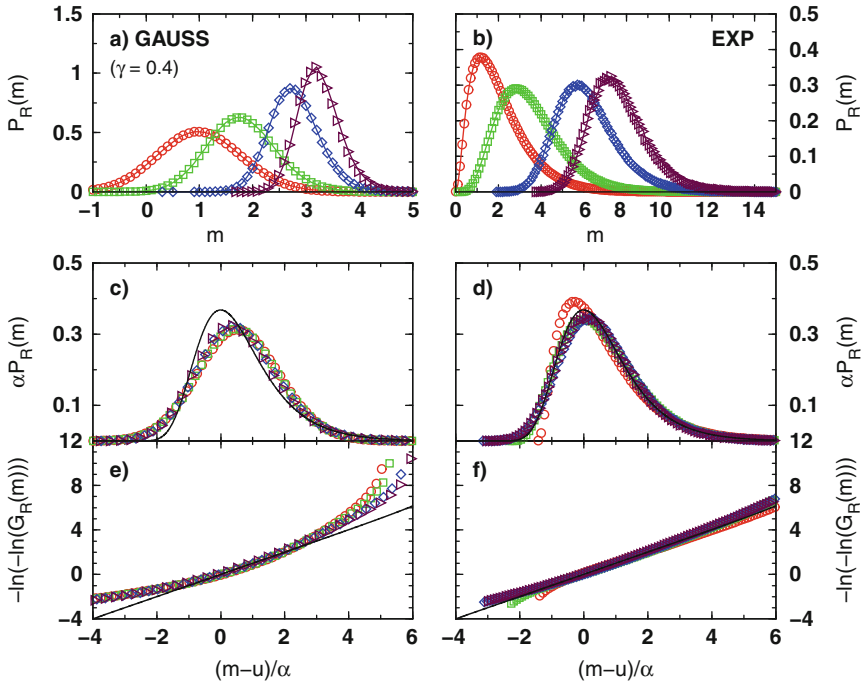 a) GAUSS
(γ = 0.4)
P_R(m)
1.5
1
0.5
0
-1
0
1
2
3
4
5
m
b)
EXP
P_R(m)
0.5
0.4
0.3
0.2
0.1
0
0
2
4
6
8
10
12
14
m
c)
αP_R(m)
0.5
0.3
0.1
d)
αP_R(m)
0.5
0.3
0.1
e)
−ln(−ln(G_R(m)))
12
8
4
0
−4
−4
−2
0
2
4
6
(m−u)/α
f)
−ln(−ln(G_R(m)))
12
8
4
0
−4
−4
−2
0
2
4
6
(m−u)/α